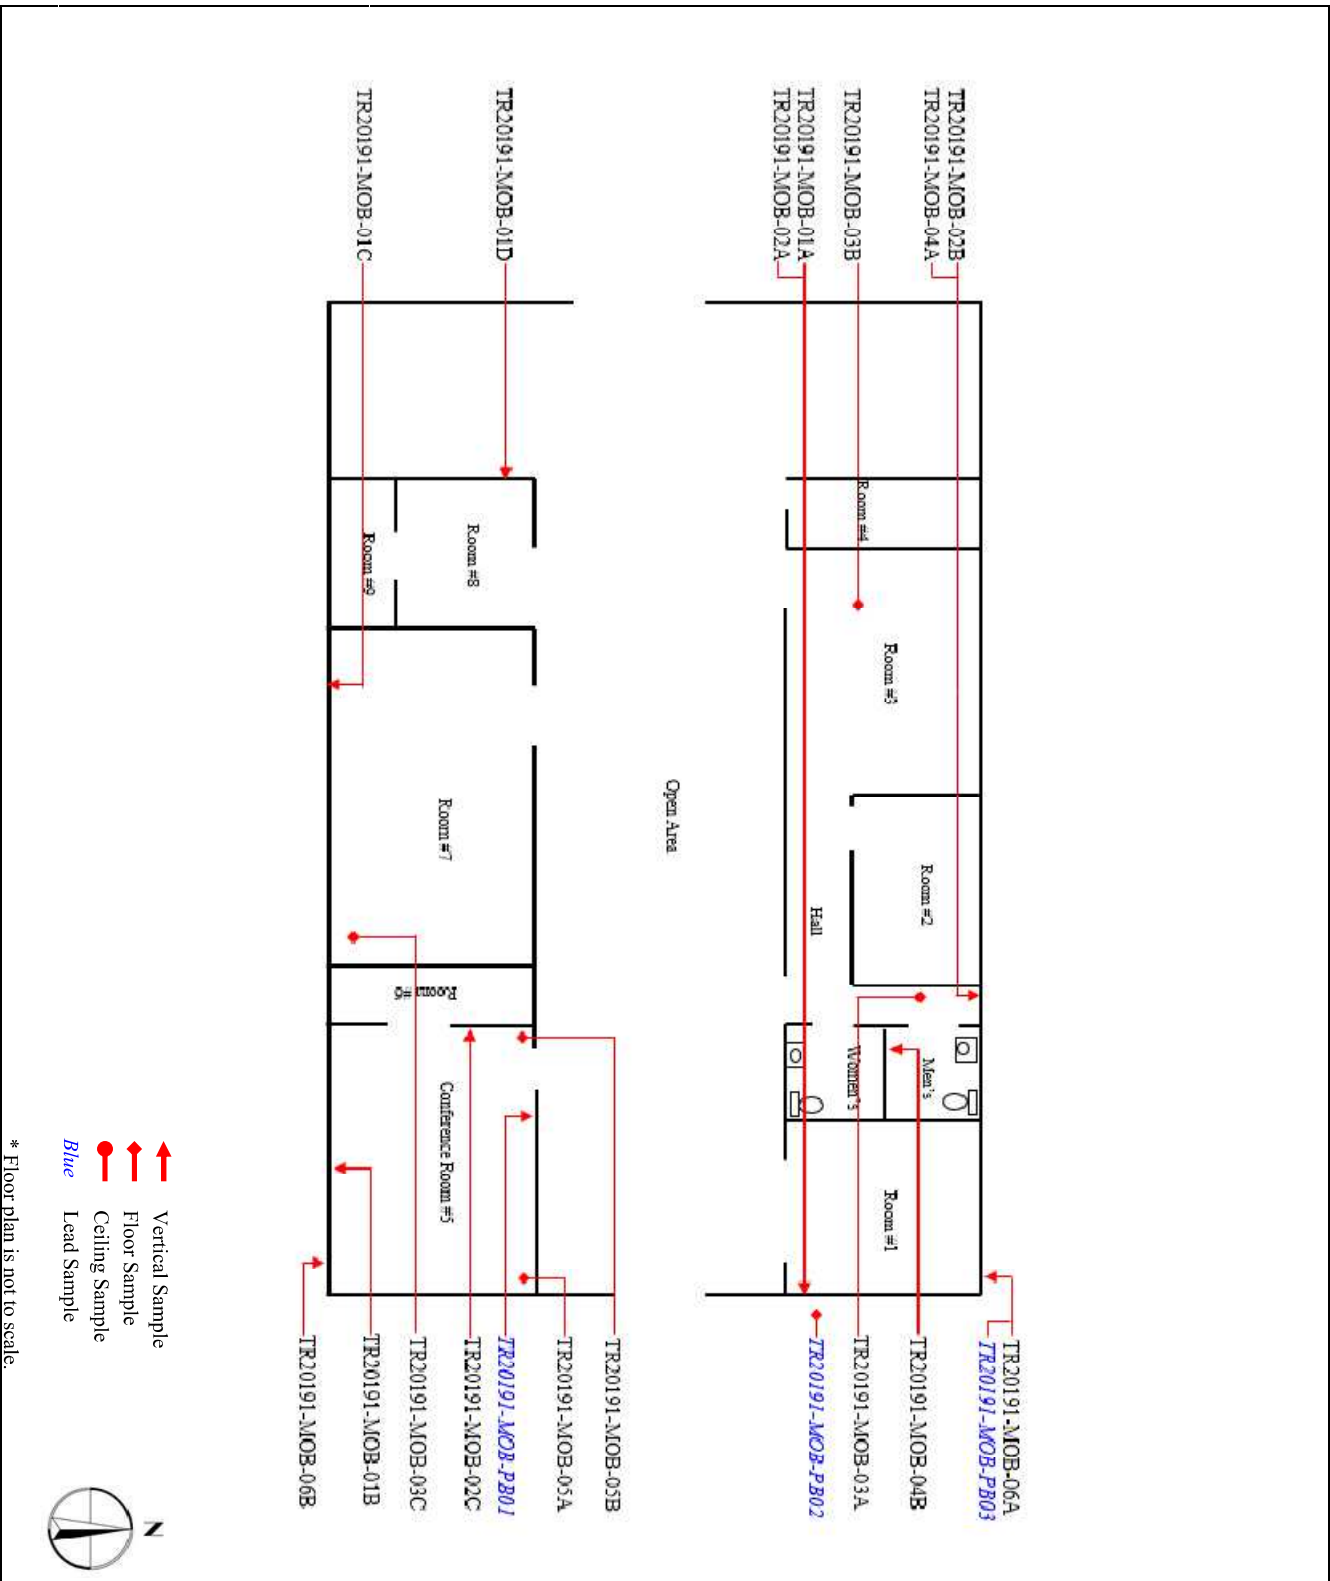 TR20191-MOB-02B
TR20191-MOB-04A
TR20191-MOB-03B
TR20191-MOB-01A
TR20191-MOB-02A
TR20191-MOB-01D
TR20191-MOB-01C
Room #4
Room #3
Room #2
Hall
Men's
Women's
Room #1
Open Area
Room #8
Room #9
Room #7
Room #6
Conference Room #5
TR20191-MOB-06A
TR20191-MOB-PB03
TR20191-MOB-04B
TR20191-MOB-03A
TR20191-MOB-PB02
TR20191-MOB-05B
TR20191-MOB-05A
TR20191-MOB-PB01
TR20191-MOB-02C
TR20191-MOB-03C
TR20191-MOB-01B
TR20191-MOB-06B
Vertical Sample
Floor Sample
Ceiling Sample
Blue Lead Sample
* Floor plan is not to scale.
N